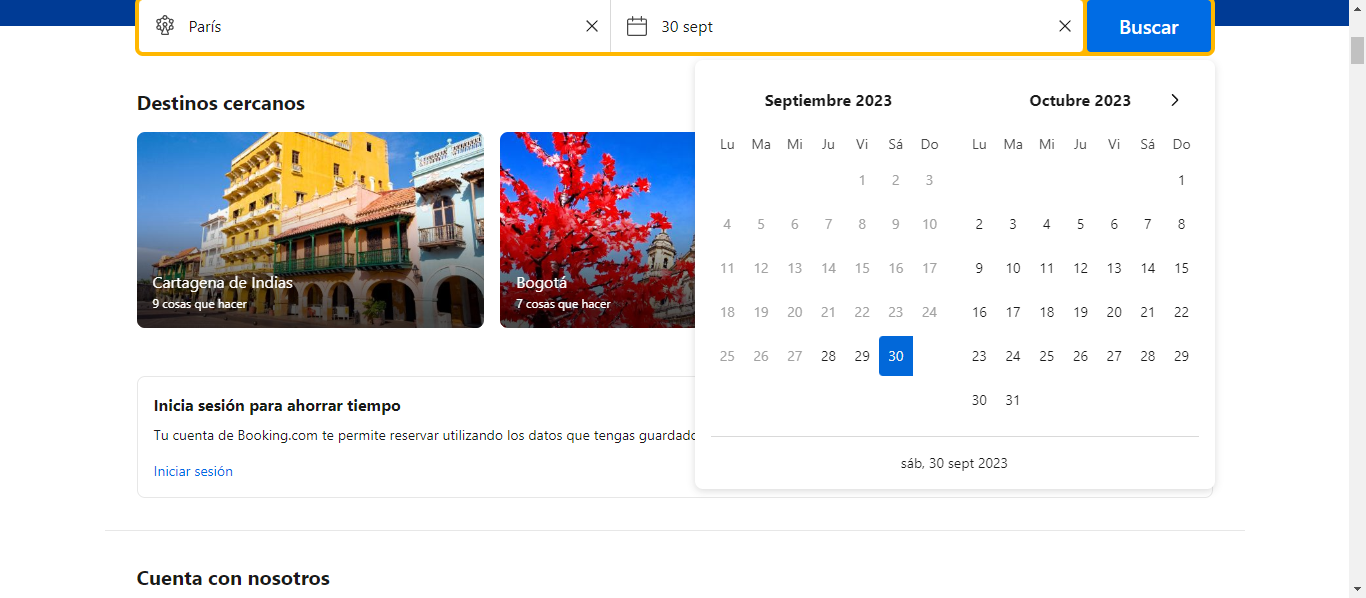 París
30 sept
Buscar
Destinos cercanos
Cartagena de Indias
9 cosas que hacer
Bogotá
7 cosas que hacer
Septiembre 2023
Lu Ma Mi Ju Vi Sá Do
1 2 3
4 5 6 7 8 9 10
11 12 13 14 15 16 17
18 19 20 21 22 23 24
25 26 27 28 29 30
Octubre 2023
Lu Ma Mi Ju Vi Sá Do
1
2 3 4 5 6 7 8
9 10 11 12 13 14 15
16 17 18 19 20 21 22
23 24 25 26 27 28 29
30 31
sáb, 30 sept 2023
Inicia sesión para ahorrar tiempo
Tu cuenta de Booking.com te permite reservar utilizando los datos que tengas guardado
Iniciar sesión
Cuenta con nosotros